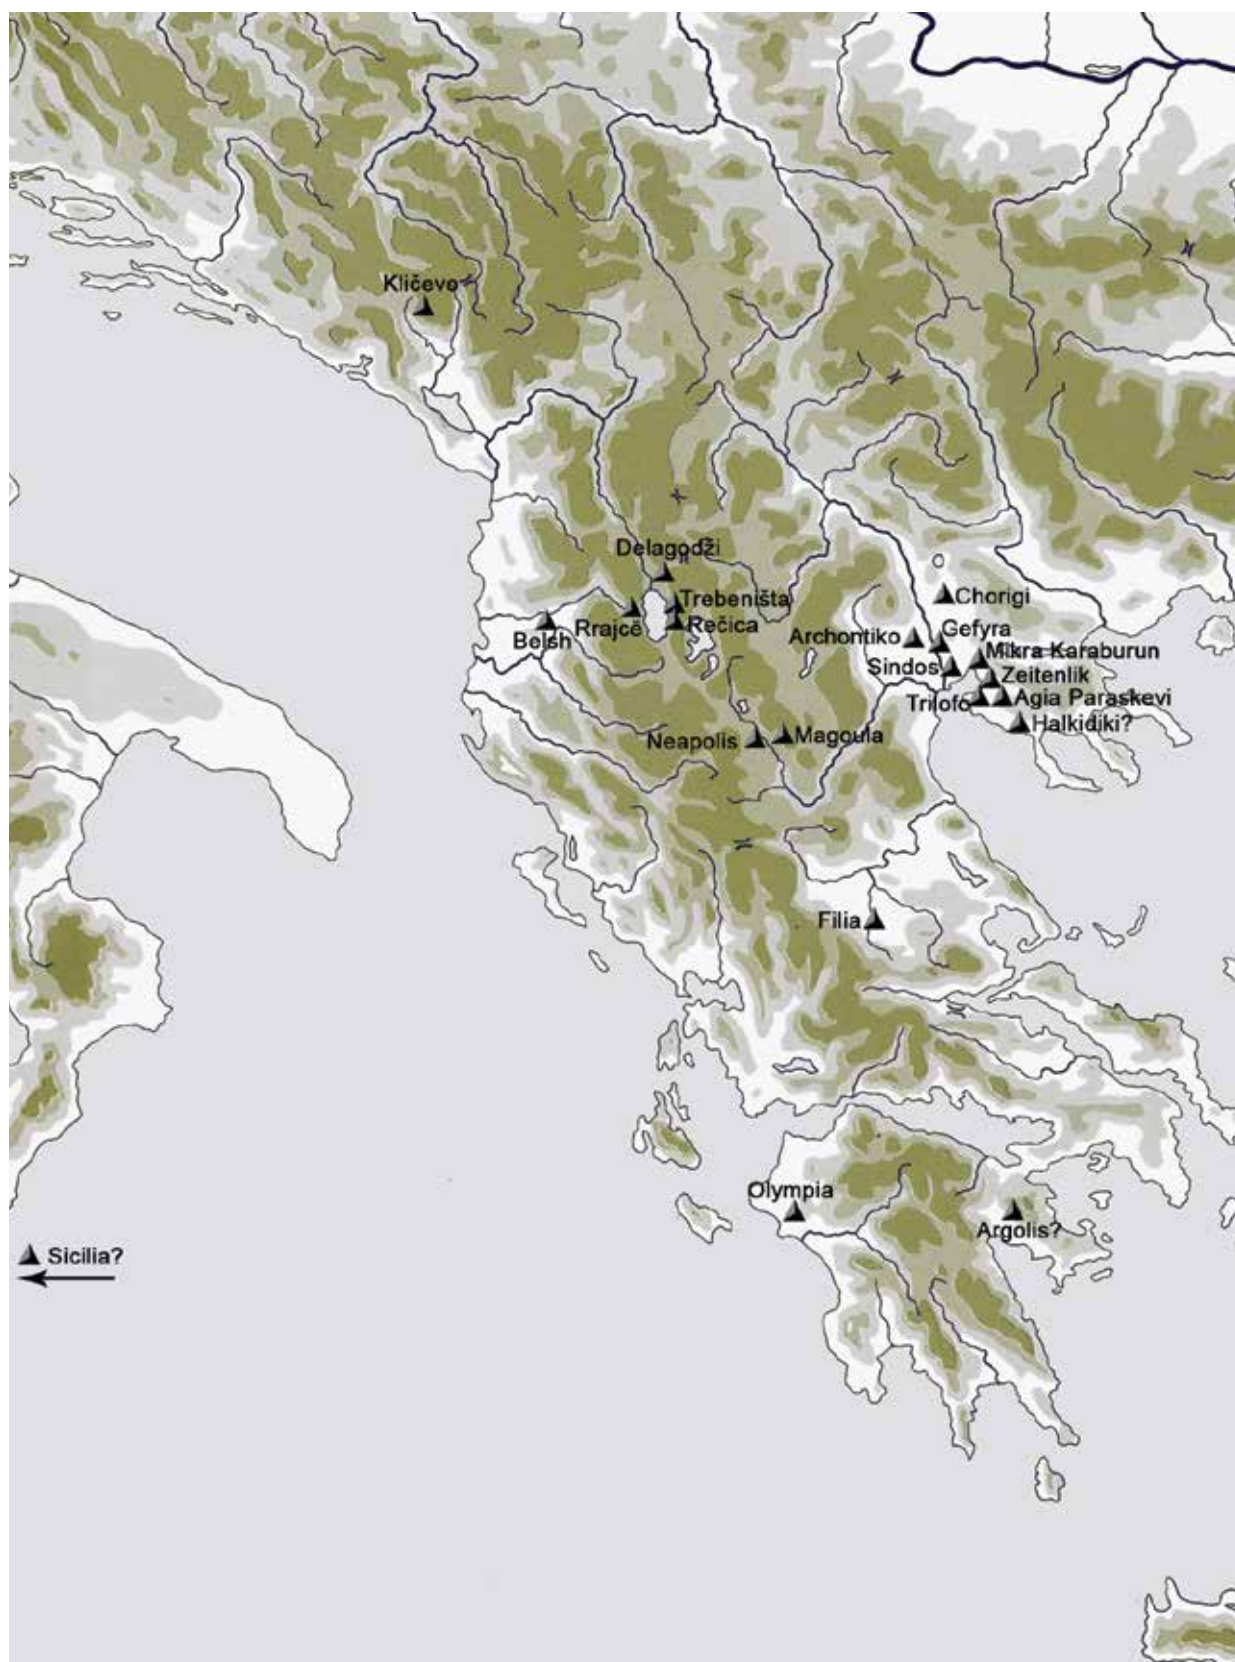 Kličevo
Delagodži
Trebeništa
Rrajcë
Rečica
Belsh
Chorigi
Archontiko
Gefyra
Mikra Karaburun
Sindos
Zeitenlik
Trilofo
Agia Paraskevi
Halkidiki?
Neapolis
Magoula
Filia
Olympia
Argolis?
Sicilia?